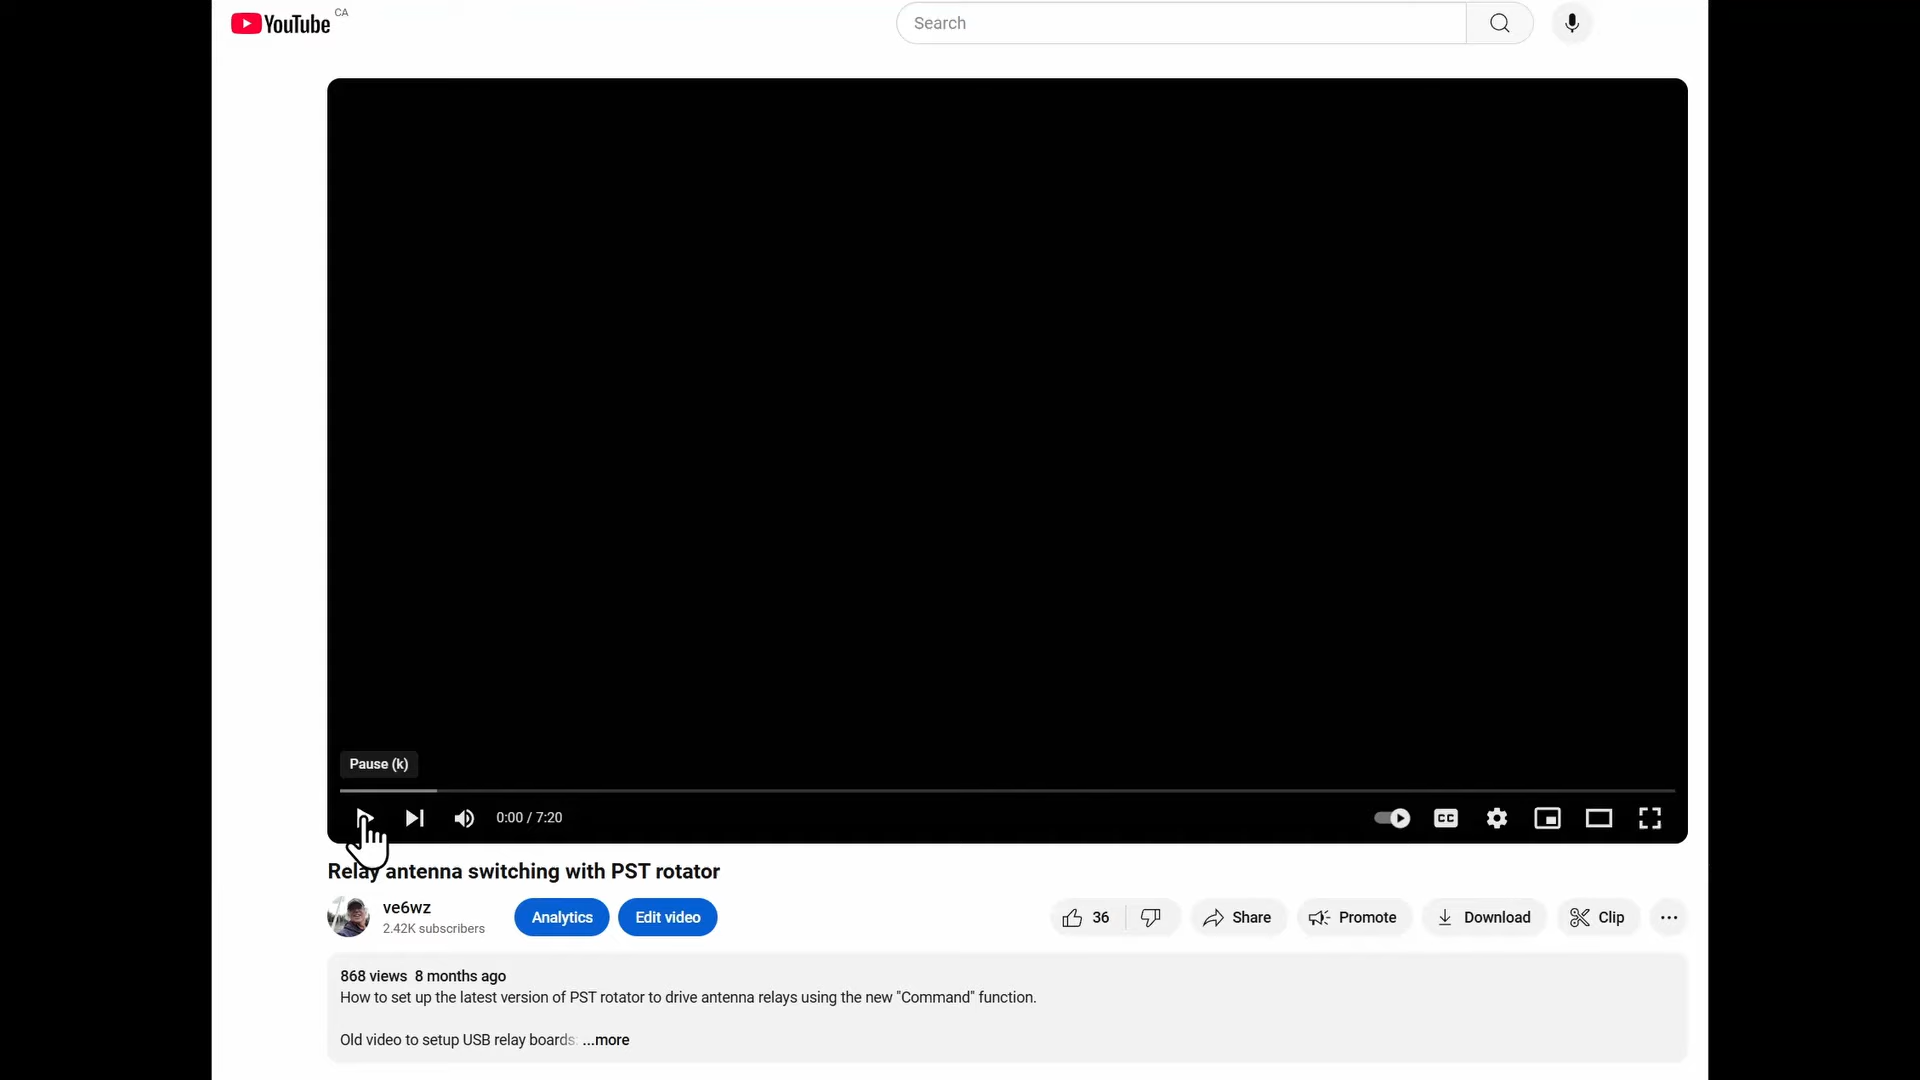 YouTube CA
Search
Pause (k)
0:00 / 7:20
CC
Relay antenna switching with PST rotator
ve6wz
2.42K subscribers
Analytics
Edit video
36
Share
Promote
Download
Clip
868 views 8 months ago
How to set up the latest version of PST rotator to drive antenna relays using the new "Command" function.
Old video to setup USB relay boards: ...more